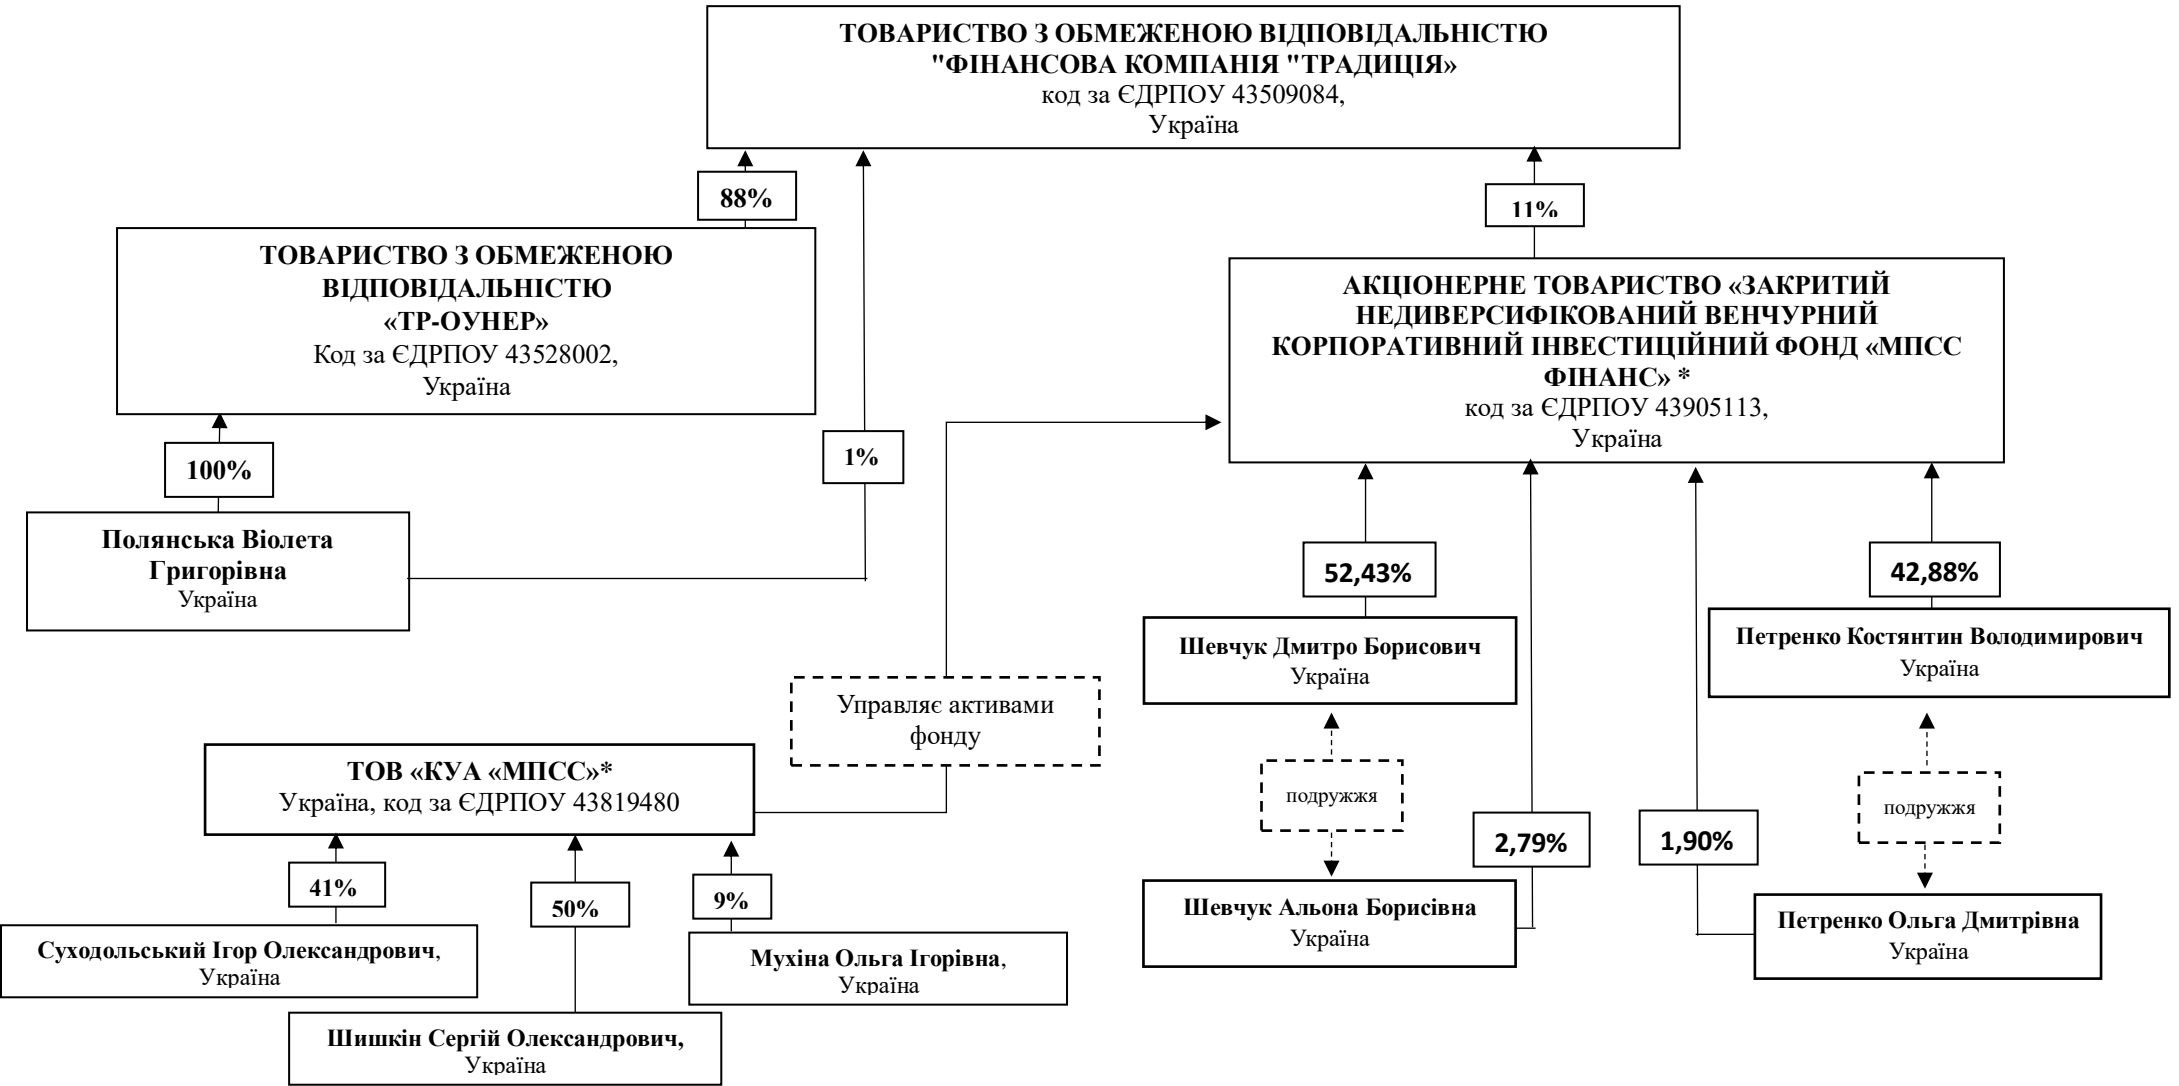 ТОВАРИСТВО З ОБМЕЖЕНОЮ ВІДПОВІДАЛЬНІСТЮ
"ФІНАНСОВА КОМПАНІЯ "ТРАДИЦІЯ»
код за ЄДРПОУ 43509084,
Україна
88%
11%
ТОВАРИСТВО З ОБМЕЖЕНОЮ
ВІДПОВІДАЛЬНІСТЮ
«ТР-ОУНЕР»
Код за ЄДРПОУ 43528002,
Україна
АКЦІОНЕРНЕ ТОВАРИСТВО «ЗАКРИТИЙ
НЕДИВЕРСИФІКОВАНИЙ ВЕНЧУРНИЙ
КОРПОРАТИВНИЙ ІНВЕСТИЦІЙНИЙ ФОНД «МПСС
ФІНАНС» *
код за ЄДРПОУ 43905113,
Україна
100%
1%
Полянська Віолета
Григорівна
Україна
52,43%
42,88%
Шевчук Дмитро Борисович
Україна
Петренко Костянтин Володимирович
Україна
Управляє активами
фонду
ТОВ «КУА «МПСС»*
Україна, код за ЄДРПОУ 43819480
подружжя
подружжя
2,79%
1,90%
41%
50%
9%
Шевчук Альона Борисівна
Україна
Петренко Ольга Дмитрівна
Україна
Суходольський Ігор Олександрович,
Україна
Мухіна Ольга Ігорівна,
Україна
Шишкін Сергій Олександрович,
Україна